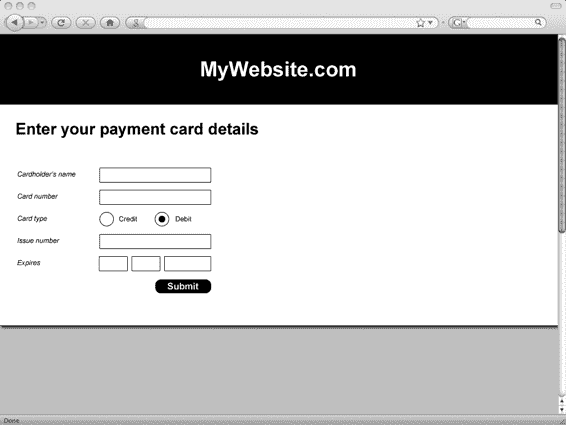 MyWebsite.com
Enter your payment card details
Cardholder's name
Card number
Card type Credit Debit
Issue number
Expires
Submit
Done